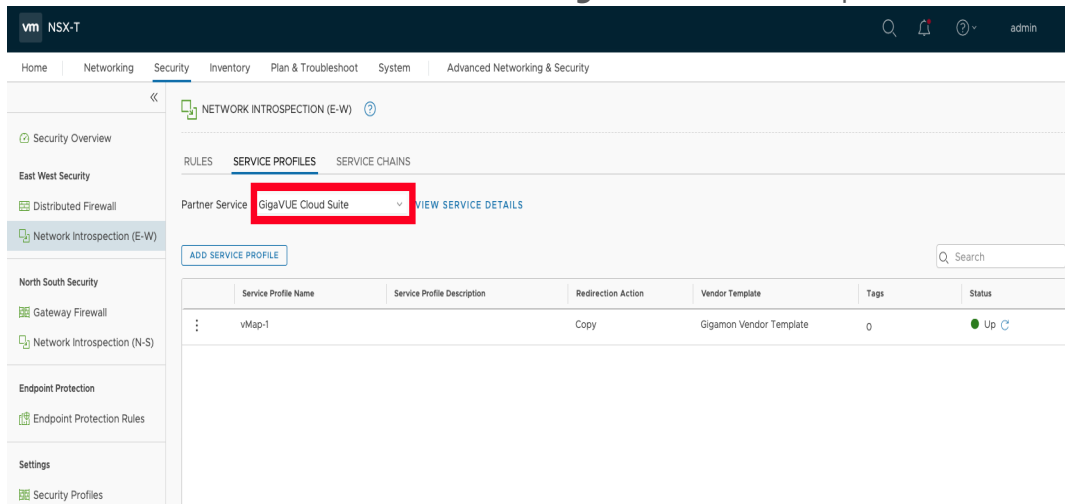 vm NSX-T admin
Home Networking Security Inventory Plan & Troubleshoot System Advanced Networking & Security
«
NETWORK INTROSPECTION (E-W) ?
Security Overview
RULES SERVICE PROFILES SERVICE CHAINS
East West Security
Distributed Firewall
Partner Service GigaVUE Cloud Suite VIEW SERVICE DETAILS
Network Introspection (E-W)
ADD SERVICE PROFILE Search
North South Security
Service Profile Name Service Profile Description Redirection Action Vendor Template Tags Status
Gateway Firewall
vMap-1 Copy Gigamon Vendor Template 0 Up
Network Introspection (N-S)
Endpoint Protection
Endpoint Protection Rules
Settings
Security Profiles